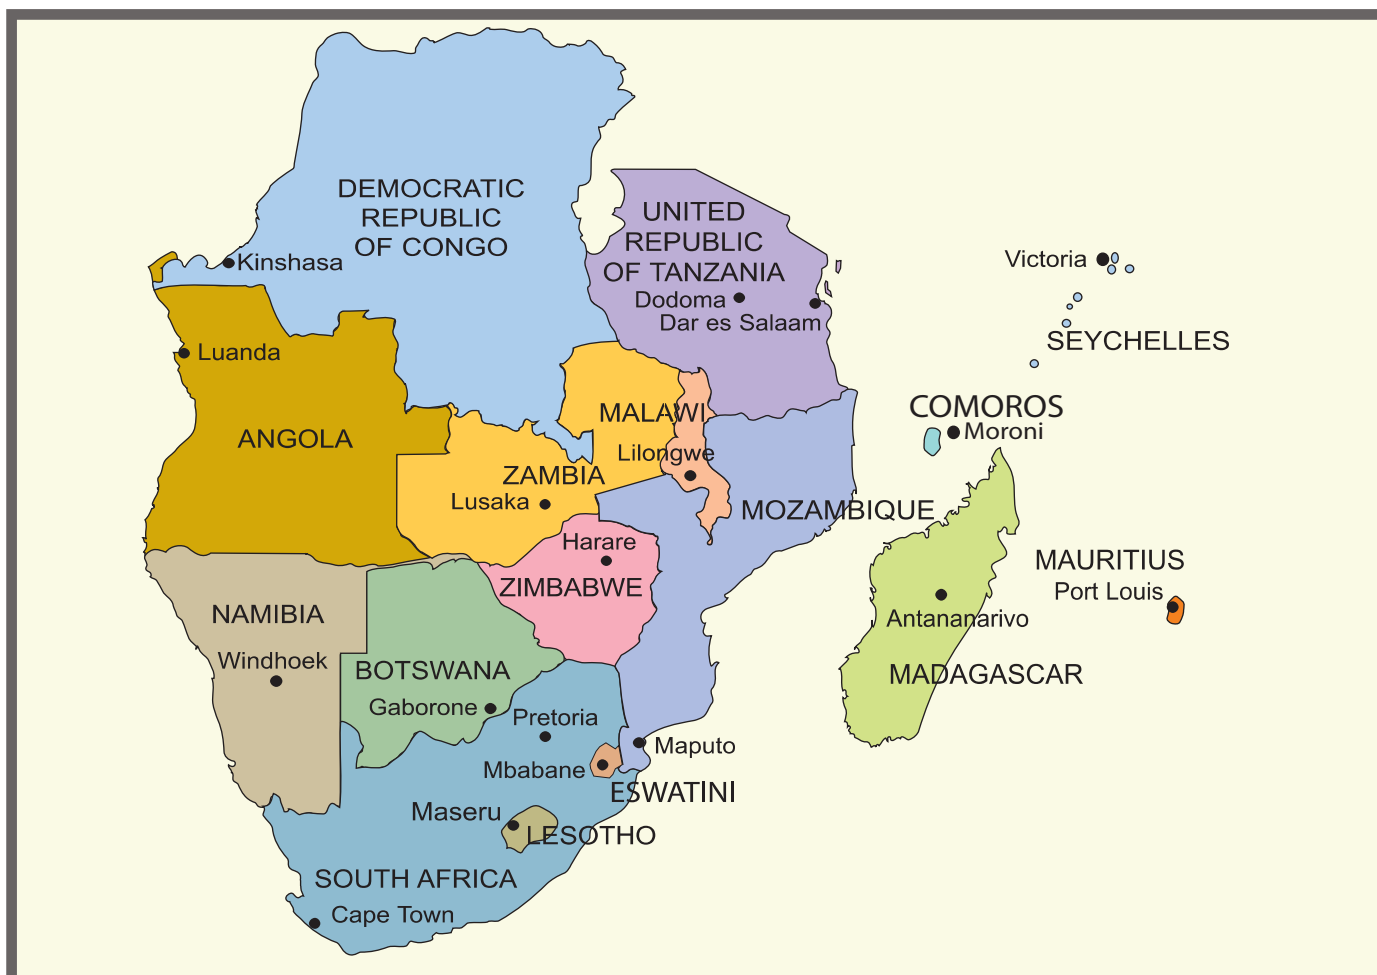 DEMOCRATIC
REPUBLIC
OF CONGO
Kinshasa
UNITED
REPUBLIC
OF TANZANIA
Dodoma
Dar es Salaam
Victoria
SEYCHELLES
Luanda
ANGOLA
MALAWI
Lilongwe
COMOROS
Moroni
ZAMBIA
Lusaka
MOZAMBIQUE
Harare
ZIMBABWE
MAURITIUS
Port Louis
NAMIBIA
Windhoek
Antananarivo
MADAGASCAR
BOTSWANA
Gaborone
Pretoria
Maputo
Mbabane
ESWATINI
Maseru
LESOTHO
SOUTH AFRICA
Cape Town